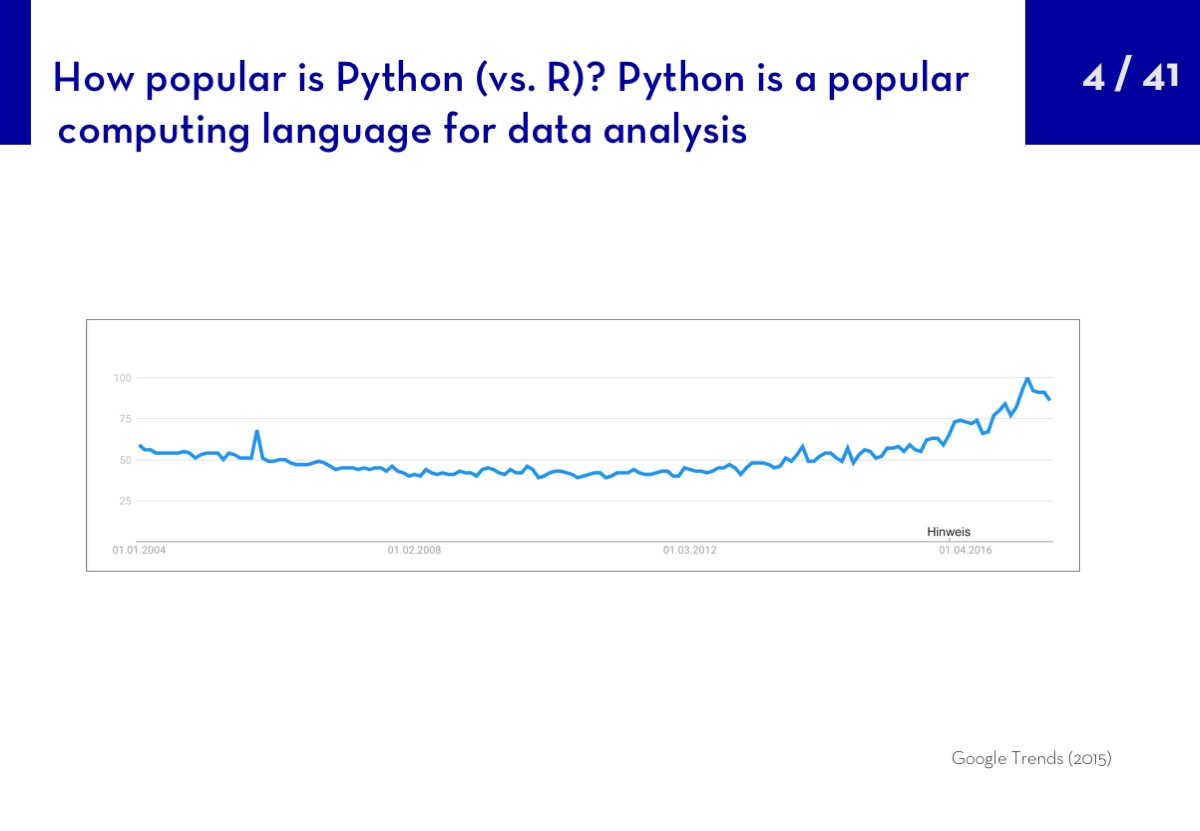 How popular is Python (vs. R)? Python is a popular
computing language for data analysis
4 / 41
100
75
50
25
Hinweis
01.01.2004 01.02.2008 01.03.2012 01.04.2016
Google Trends (2015)